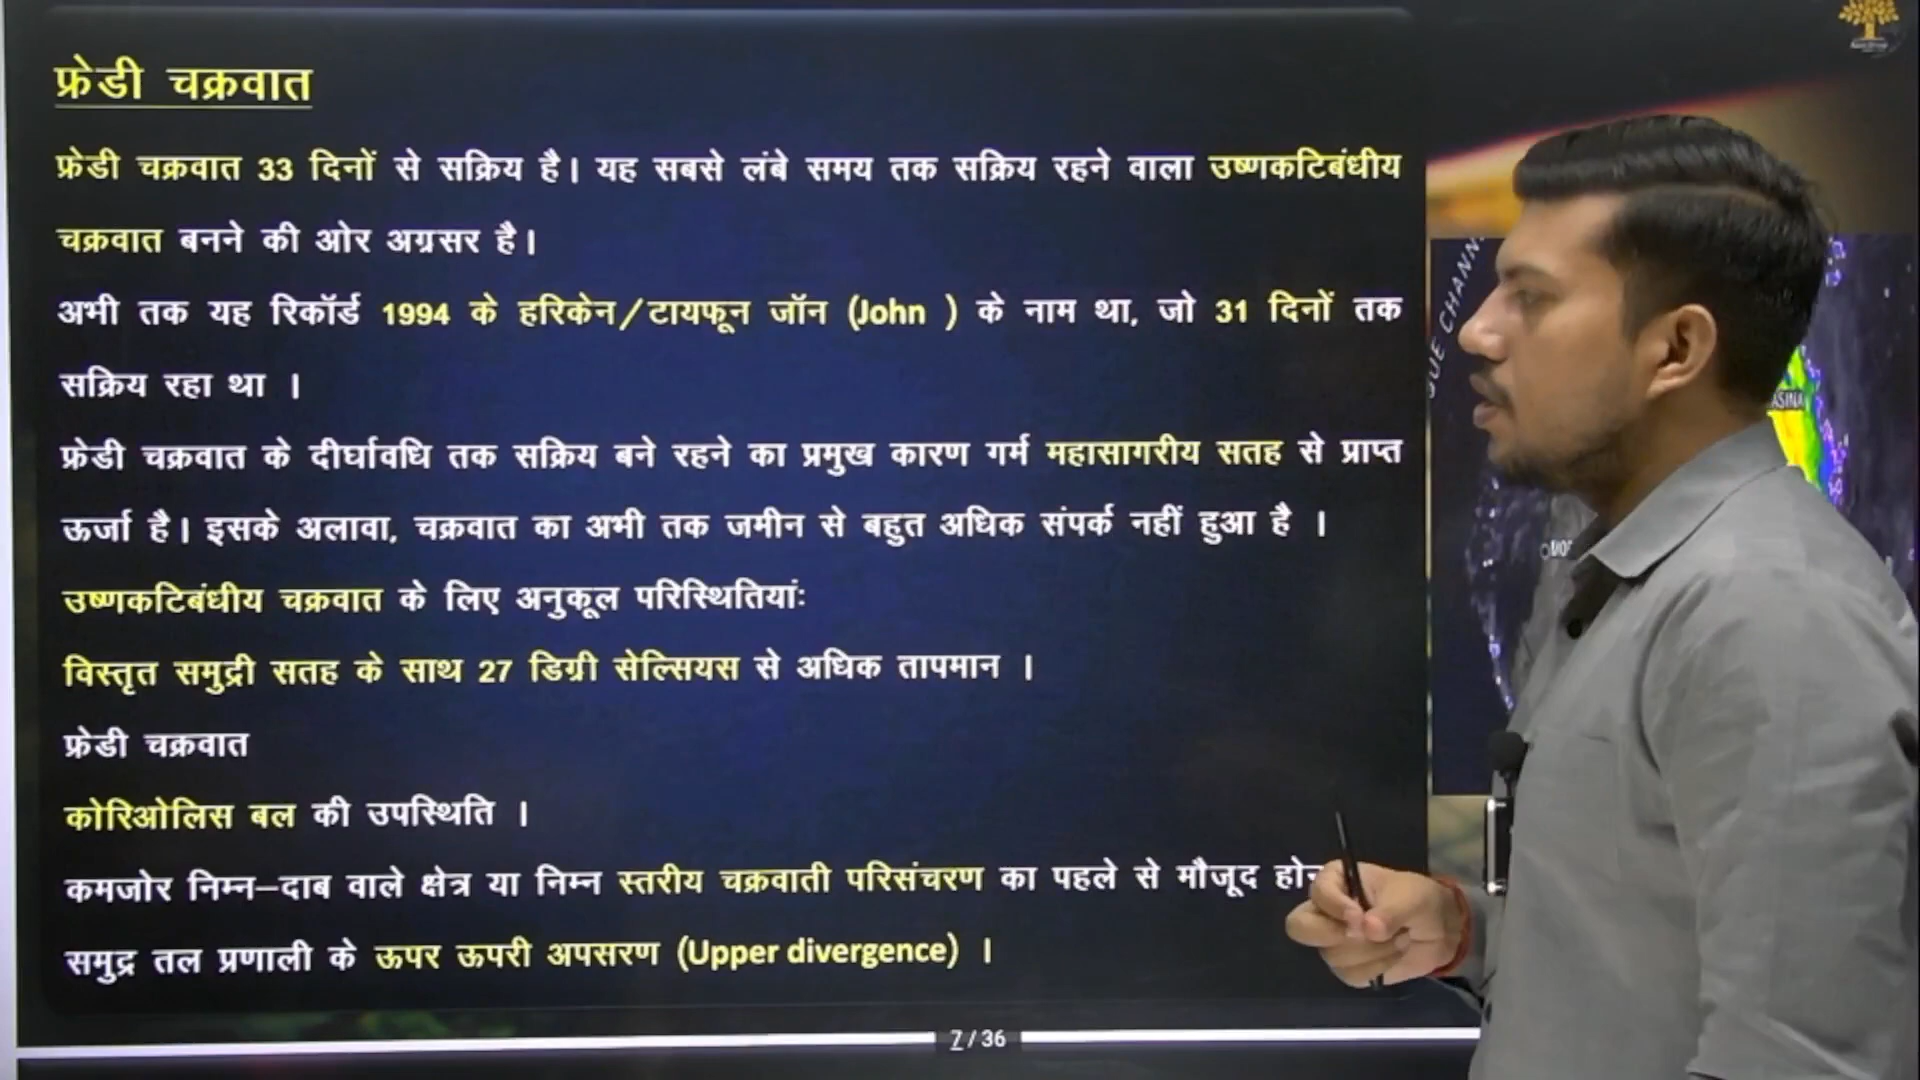 फ्रेडी चक्रवात
फ्रेडी चक्रवात 33 दिनों से सक्रिय है। यह सबसे लंबे समय तक सक्रिय रहने वाला उष्णकटिबंधीय
चक्रवात बनने की ओर अग्रसर है।
अभी तक यह रिकॉर्ड 1994 के हरिकेन/टायफून जॉन (John ) के नाम था, जो 31 दिनों तक
सक्रिय रहा था ।
फ्रेडी चक्रवात के दीर्घावधि तक सक्रिय बने रहने का प्रमुख कारण गर्म महासागरीय सतह से प्राप्त
ऊर्जा है। इसके अलावा, चक्रवात का अभी तक जमीन से बहुत अधिक संपर्क नहीं हुआ है ।
उष्णकटिबंधीय चक्रवात के लिए अनुकूल परिस्थितियांः
विस्तृत समुद्री सतह के साथ 27 डिग्री सेल्सियस से अधिक तापमान ।
फ्रेडी चक्रवात
कोरिओलिस बल की उपस्थिति ।
कमजोर निम्न–दाब वाले क्षेत्र या निम्न स्तरीय चक्रवाती परिसंचरण का पहले से मौजूद
समुद्र तल प्रणाली के ऊपर ऊपरी अपसरण (Upper divergence) ।
7 / 36